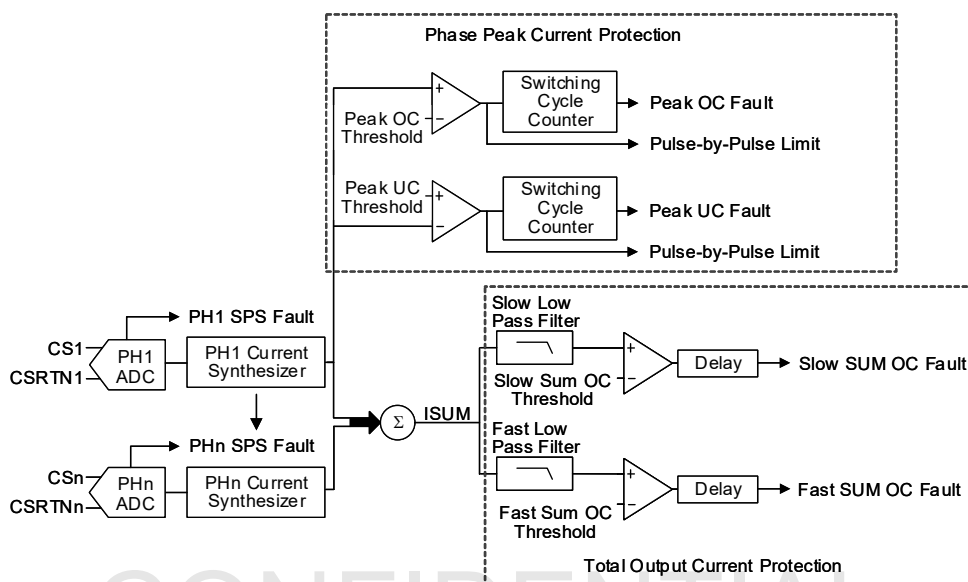 Phase Peak Current Protection
Peak OC
Threshold
+
−
Switching
Cycle
Counter
Peak OC Fault
Pulse-by-Pulse Limit
Peak UC
Threshold
+
−
Switching
Cycle
Counter
Peak UC Fault
Pulse-by-Pulse Limit
PH1 SPS Fault
CS1
CSRTN1
PH1
ADC
PH1 Current
Synthesizer
PHn SPS Fault
CSn
CSRTNn
PHn
ADC
PHn Current
Synthesizer
Σ
ISUM
Slow Low
Pass Filter
+
−
Slow Sum OC
Threshold
Delay
Slow SUM OC Fault
Fast Low
Pass Filter
+
−
Fast Sum OC
Threshold
Delay
Fast SUM OC Fault
Total Output Current Protection
CONFIDENTIAL